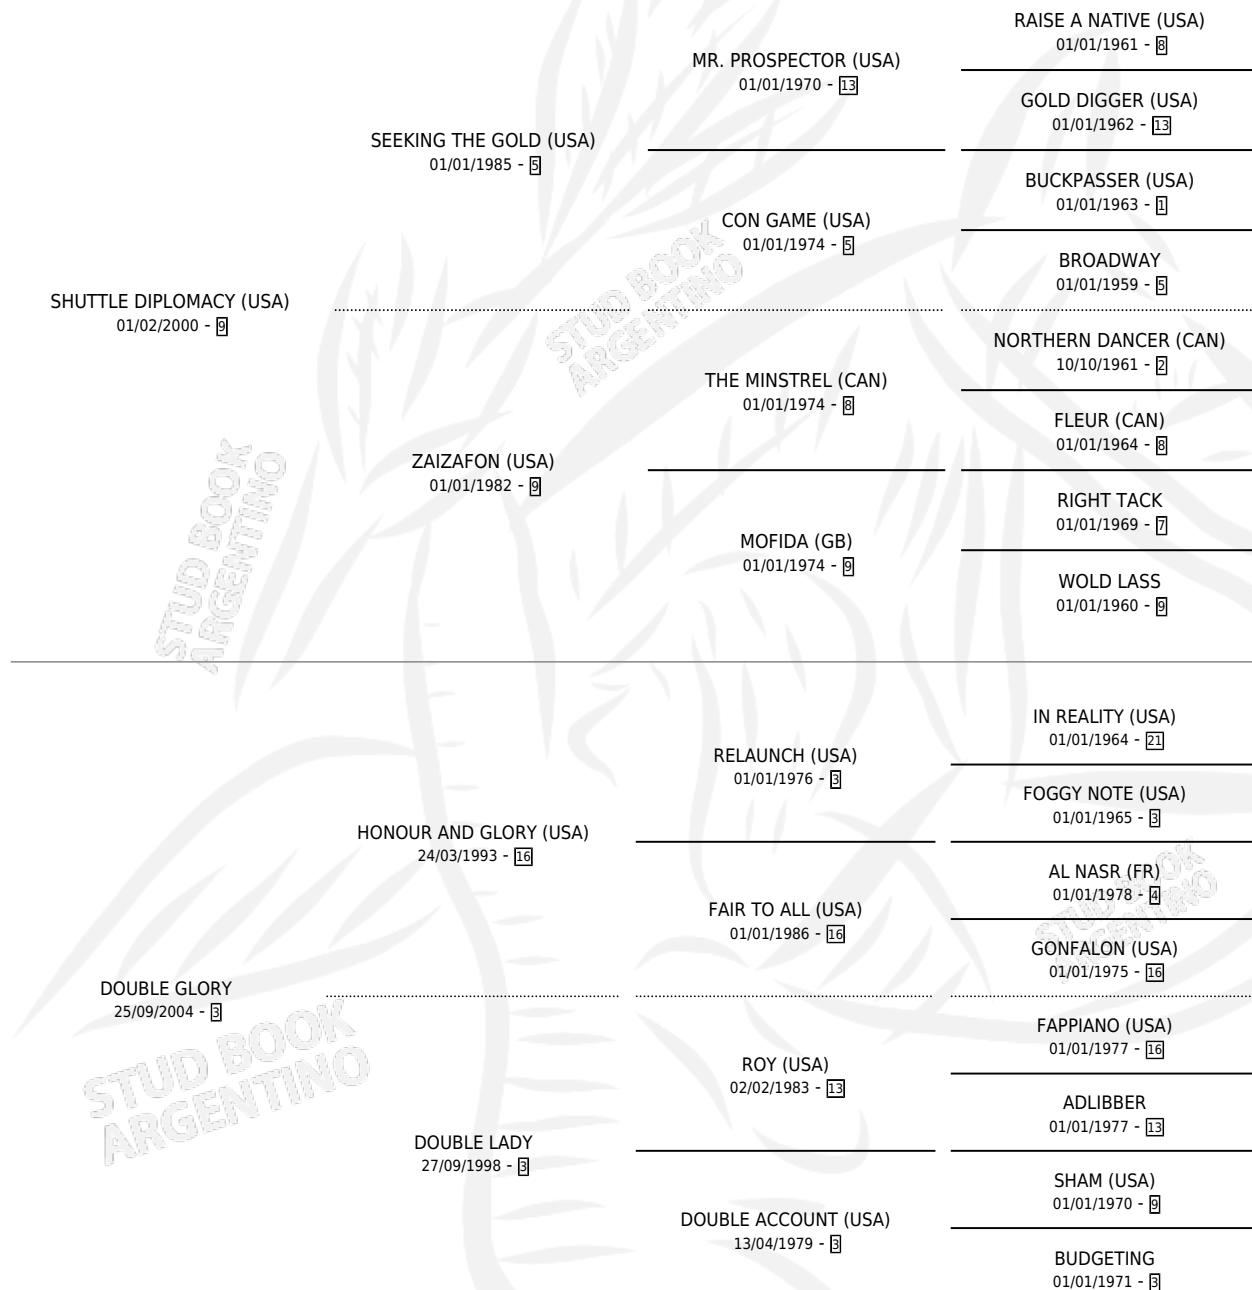 RAISE A NATIVE (USA)
01/01/1961 - 8
MR. PROSPECTOR (USA)
01/01/1970 - 13
GOLD DIGGER (USA)
01/01/1962 - 13
SEEKING THE GOLD (USA)
01/01/1985 - 5
BUCKPASSER (USA)
01/01/1963 - 1
CON GAME (USA)
01/01/1974 - 5
BROADWAY
01/01/1959 - 5
STUD BOOK
ARGENTINO
SHUTTLE DIPLOMACY (USA)
01/02/2000 - 9
NORTHERN DANCER (CAN)
10/10/1961 - 2
THE MINSTREL (CAN)
01/01/1974 - 8
FLEUR (CAN)
01/01/1964 - 8
ZAIZAFON (USA)
01/01/1982 - 9
RIGHT TACK
01/01/1969 - 7
MOFIDA (GB)
01/01/1974 - 9
WOLD LASS
01/01/1960 - 9
STUD BOOK
ARGENTINO
IN REALITY (USA)
01/01/1964 - 21
RELAUNCH (USA)
01/01/1976 - 3
FOGGY NOTE (USA)
01/01/1965 - 3
HONOUR AND GLORY (USA)
24/03/1993 - 16
AL NASR (FR)
01/01/1978 - 4
FAIR TO ALL (USA)
01/01/1986 - 16
STUD BOOK
ARGENTINO
GONFALON (USA)
01/01/1975 - 16
DOUBLE GLORY
25/09/2004 - 3
FAPPIANO (USA)
01/01/1977 - 16
STUD BOOK
ARGENTINO
ROY (USA)
02/02/1983 - 13
ADLIBBER
01/01/1977 - 13
DOUBLE LADY
27/09/1998 - 3
SHAM (USA)
01/01/1970 - 9
DOUBLE ACCOUNT (USA)
13/04/1979 - 3
BUDGETING
01/01/1971 - 3